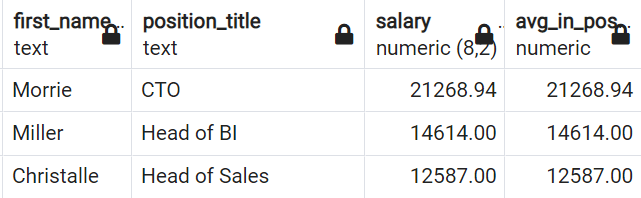 first_name… position_title salary … avg_in_pos…
text text numeric (8,2) numeric
Morrie CTO 21268.94 21268.94
Miller Head of BI 14614.00 14614.00
Christalle Head of Sales 12587.00 12587.00